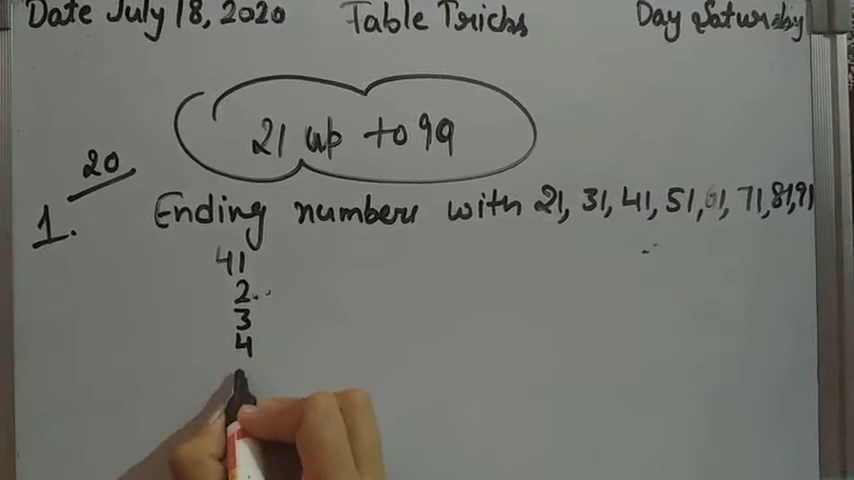 Date July 18, 2020 Table Tricks Day Saturday
21 up to 99
20
1. Ending numbers with 21, 31, 41, 51, 61, 71, 81, 91
41
2
3
4